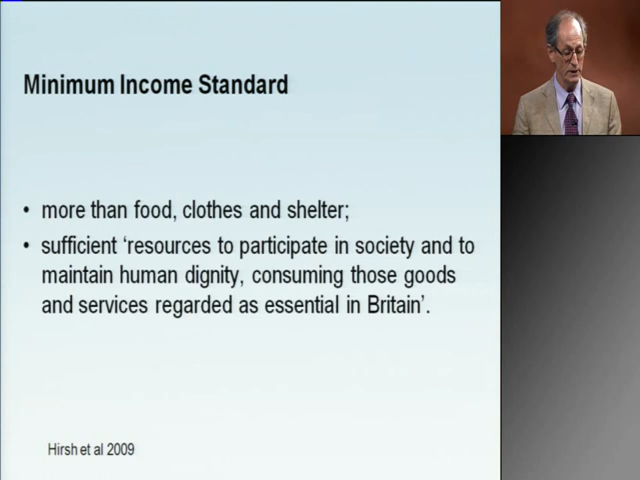 Minimum Income Standard
• more than food, clothes and shelter;
• sufficient ‘resources to participate in society and to
maintain human dignity, consuming those goods
and services regarded as essential in Britain’.
Hirsh et al 2009